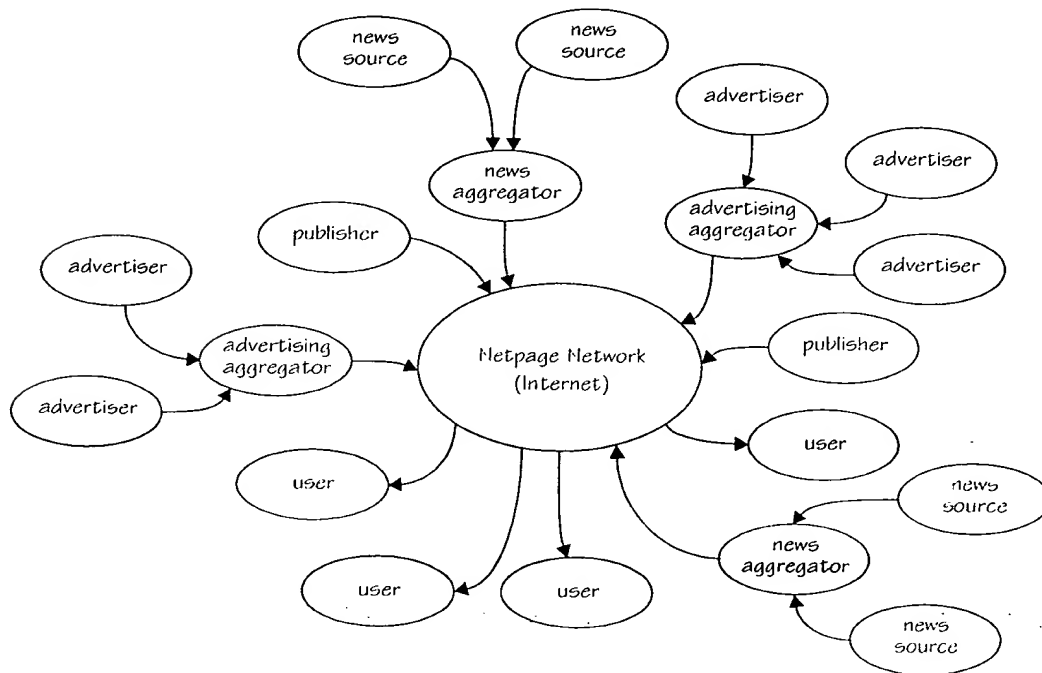 news
source
news
source
advertiser
advertiser
news
aggregator
advertising
aggregator
publisher
advertiser
advertiser
publisher
advertising
aggregator
Netpage Network
(Internet)
advertiser
user
user
news
source
news
aggregator
user
user
news
source